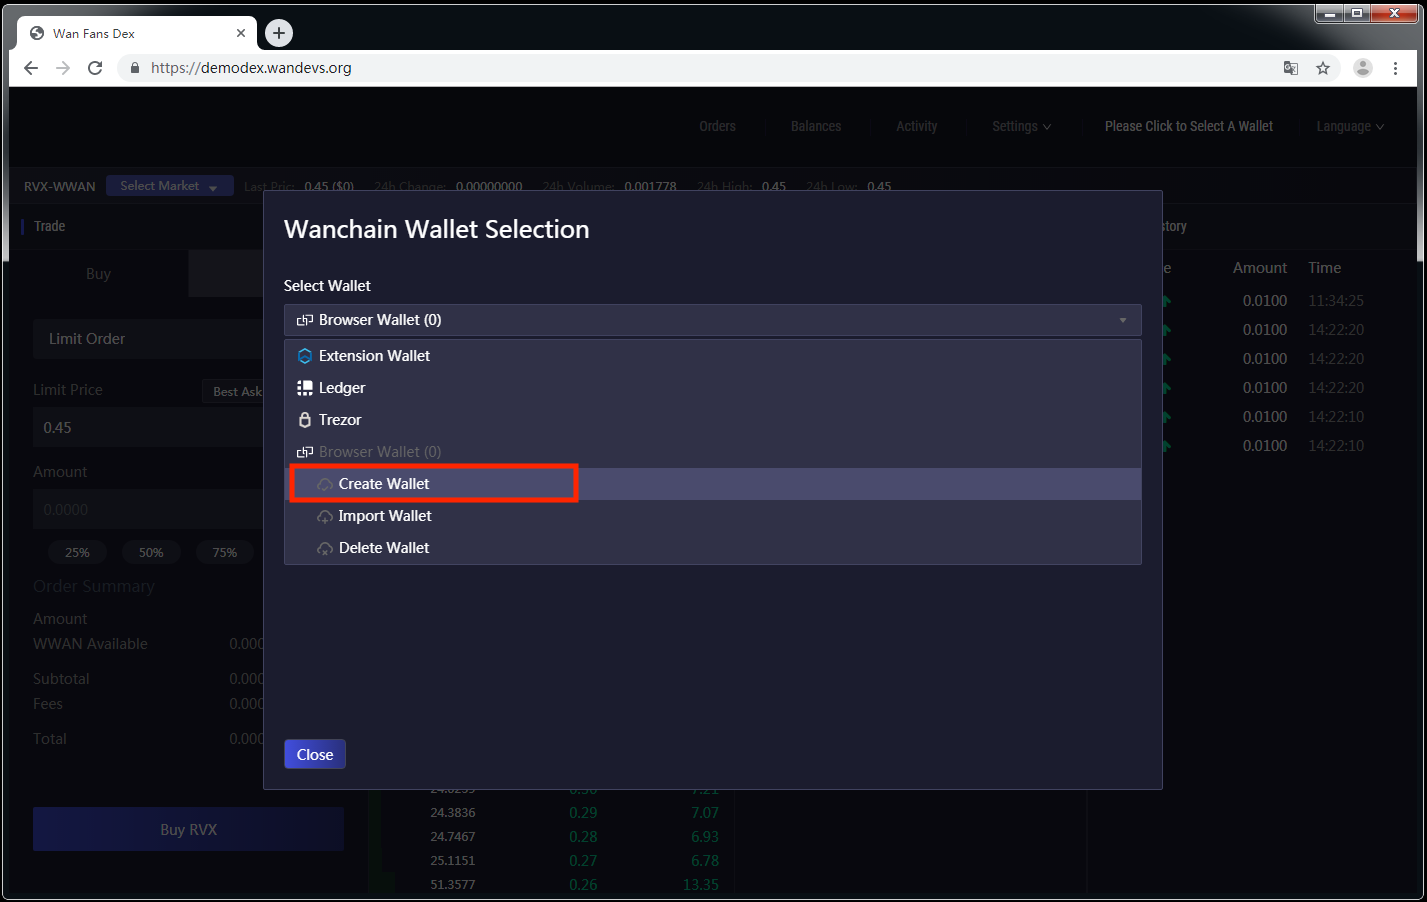 Wan Fans Dex
https://demodex.wandevs.org
Orders Balances Activity Settings Please Click to Select A Wallet Language
RVX-WWAN Select Market 0.45 ($0) 24h Change: 0.00000000 24h Volume: 0.001778 24h High: 0.45 24h Low: 0.45
Trade
Buy
Limit Order
Limit Price Best Ask
0.45
Amount
0.0000
25% 50% 75%
Order Summary
Amount
WWAN Available 0.000
Subtotal 0.000
Fees 0.000
Total 0.000
Buy RVX
Wanchain Wallet Selection
Select Wallet
Browser Wallet (0)
Extension Wallet
Ledger
Trezor
Browser Wallet (0)
Create Wallet
Import Wallet
Delete Wallet
Close
24.3836 0.29 7.07
24.7467 0.28 6.93
25.1151 0.27 6.78
51.3577 0.26 13.35
story
e Amount Time
0.0100 11:34:25
0.0100 14:22:20
0.0100 14:22:20
0.0100 14:22:20
0.0100 14:22:10
0.0100 14:22:10